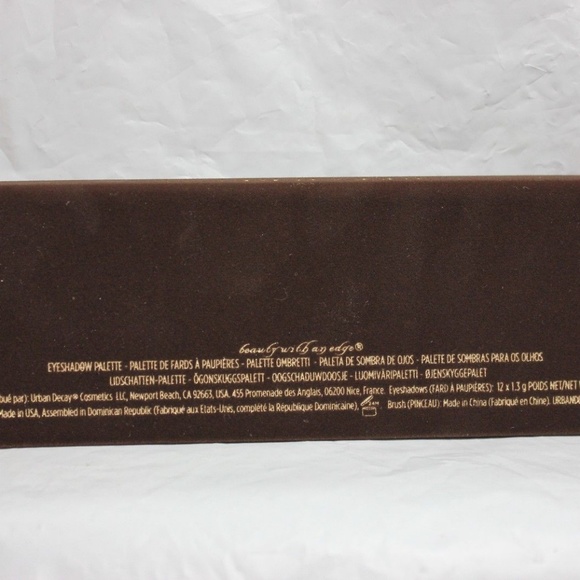 beauty with an edge®
EYESHADOW PALETTE - PALETTE DE FARDS À PAUPIÈRES - PALETTE OMBRETTI - PALETA DE SOMBRA DE OJOS - PALETE DE SOMBRAS PARA OS OLHOS
LIDSCHATTEN-PALETTE - ÖGONSKUGGSPALETT - OOGSCHADUWDOOSJE - LUOMIVÄRIPALETTI - ØJENSKYGGEPALET
bué par): Urban Decay® Cosmetics LLC, Newport Beach, CA 92663, USA. 455 Promenade des Anglais, 06200 Nice, France. Eyeshadows (FARD À PAUPIÈRES): 12 x 1.3 g POIDS NET/NET
Made in USA, Assembled in Dominican Republic (Fabriqué aux Etats-Unis, complété la République Dominicaine). Brush (PINCEAU): Made in China (Fabriqué en Chine). URBAND